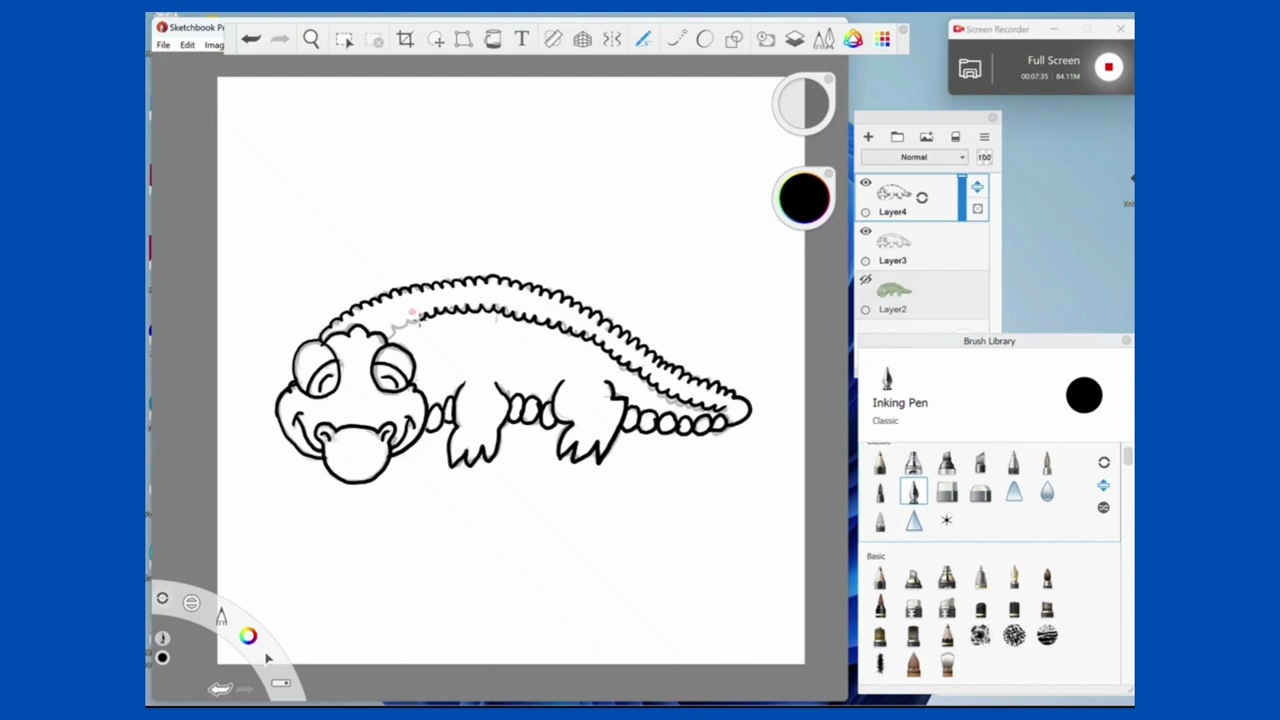 Sketchbook P
File Edit Imag
T
Screen Recorder
Full Screen
00:07:35 84.11M
Normal 100
Layer4
Layer3
Layer2
Brush Library
Inking Pen
Classic
Basic